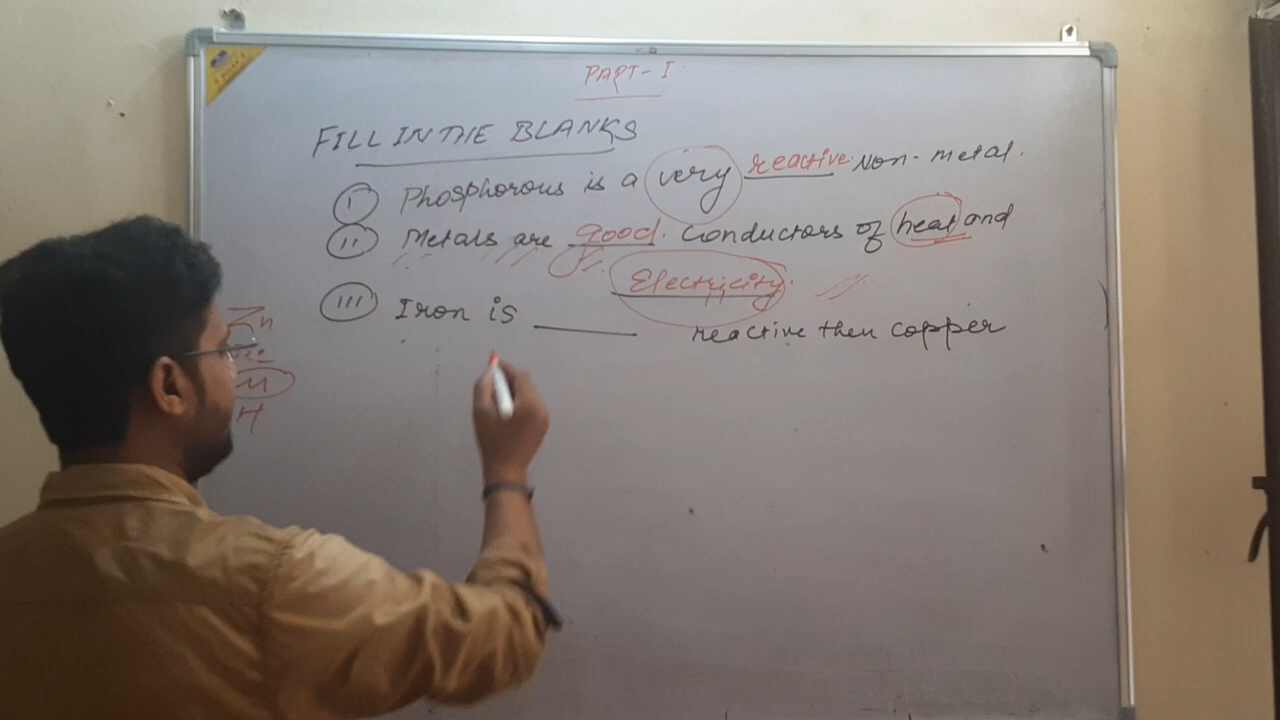 PART-I
FILL IN THE BLANKS
I Phosphorous is a very reactive Non-metal.
II Metals are good. Conductors of heat and
Electricity.
III Iron is ______ reactive then copper
Zn
H